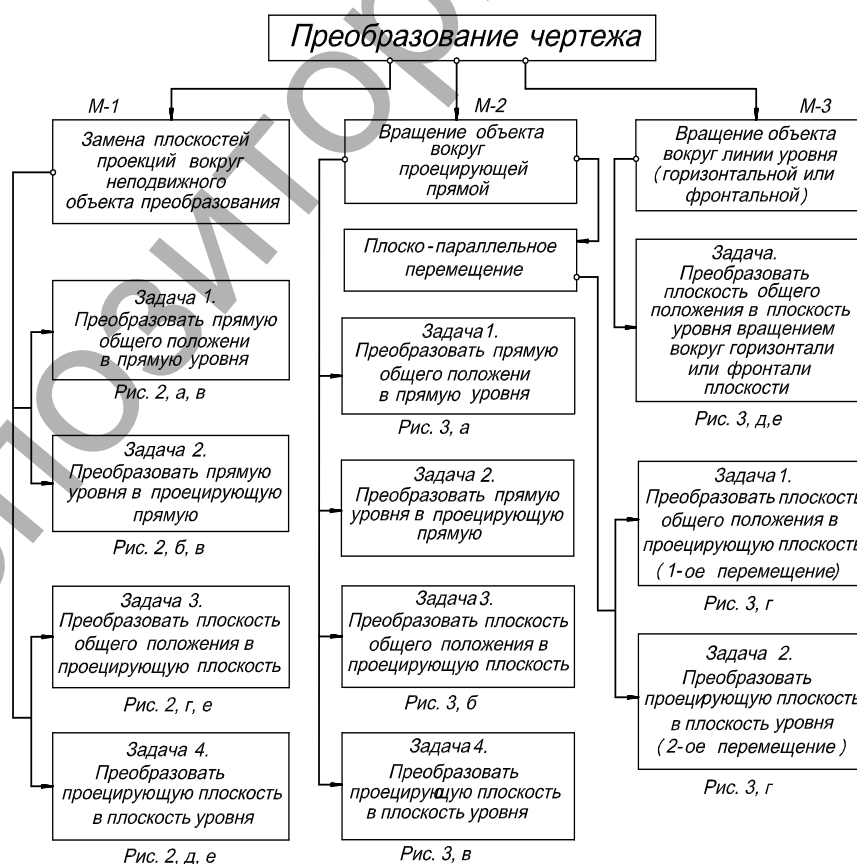 Преобразование чертежа
М-1
Замена плоскостей
проекций вокруг
неподвижного
объекта преобразования
Задача 1.
Преобразовать прямую
общего положени
в прямую уровня
Рис. 2, а, в
Задача 2.
Преобразовать прямую
уровня в проецирующую
прямую
Рис. 2, б, в
Задача 3.
Преобразовать плоскость
общего положения в
проецирующую плоскость
Рис. 2, г, е
Задача 4.
Преобразовать
проецирующую плоскость
в плоскость уровня
Рис. 2, д, е
М-2
Вращение объекта
вокруг
проецирующей
прямой
Плоско-параллельное
перемещение
Задача 1.
Преобразовать прямую
общего положени
в прямую уровня
Рис. 3, а
Задача 2.
Преобразовать прямую
уровня в проецирующую
прямую
Задача 3.
Преобразовать плоскость
общего положения в
проецирующую плоскость
Рис. 3, б
Задача 4.
Преобразовать
проецирующую плоскость
в плоскость уровня
Рис. 3, в
М-3
Вращение объекта
вокруг линии уровня
(горизонтальной или
фронтальной)
Задача.
Преобразовать
плоскость общего
положения в плоскость
уровня вращением
вокруг горизонтали
или фронтали
плоскости
Рис. 3, д,е
Задача 1.
Преобразовать плоскость
общего положения в
проецирующую плоскость
(1-ое перемещение)
Рис. 3, г
Задача 2.
Преобразовать
проецирующую плоскость
в плоскость уровня
(2-ое перемещение)
Рис. 3, г